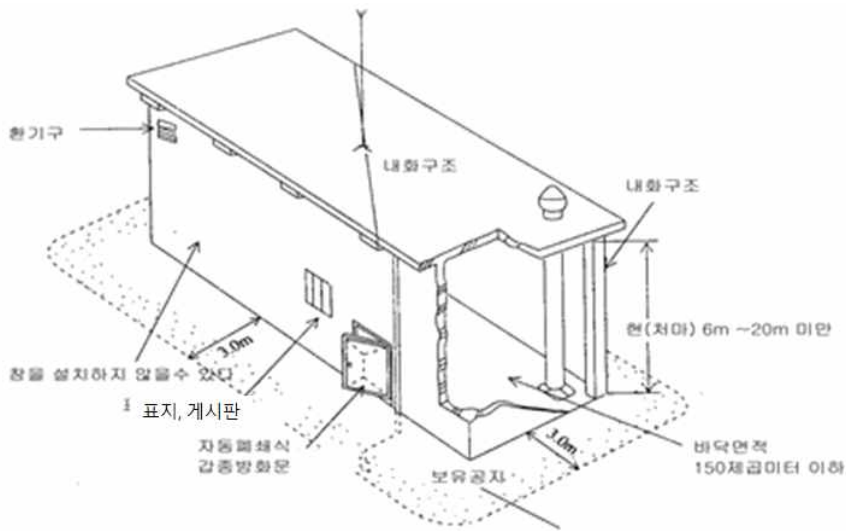 환기구
내화구조
내화구조
현(처마) 6m ~20m 미만
3.0m
창을 설치하지 않을수 있다
표지, 게시판
자동폐쇄식
갑종방화문
3.0m
보유공지
바닥면적
150제곱미터 이하